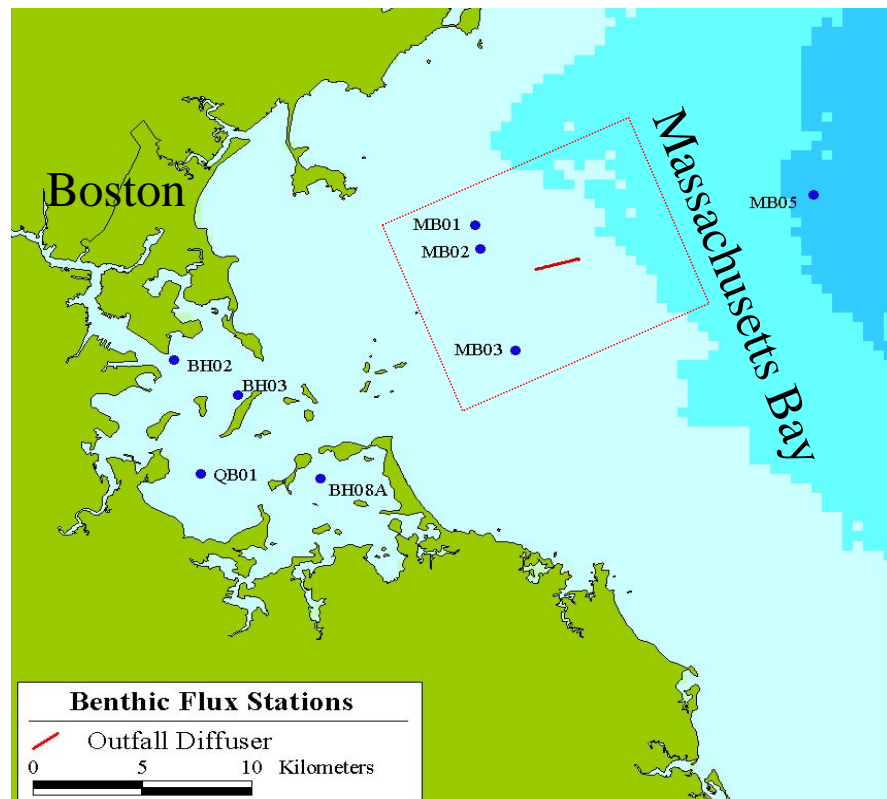 Boston
Massachusetts Bay
MB05
MB01
MB02
MB03
BH02
BH03
QB01
BH08A
Benthic Flux Stations
Outfall Diffuser
0 5 10 Kilometers